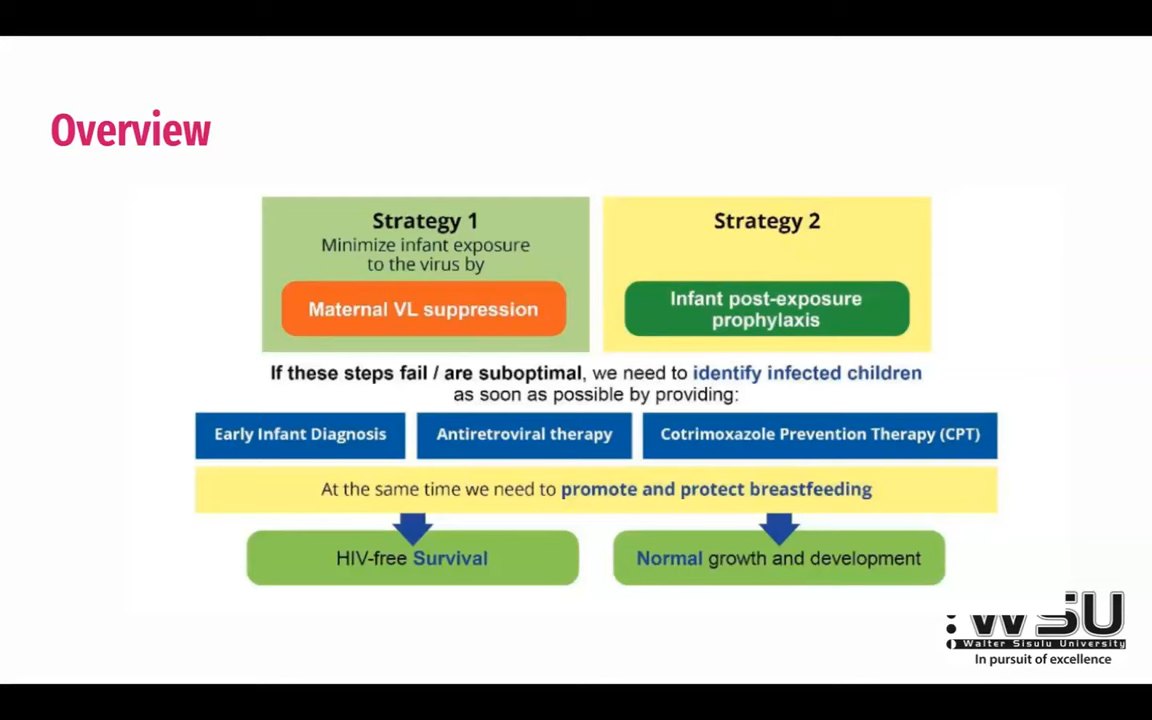 Overview
Strategy 1
Minimize infant exposure
to the virus by
Maternal VL suppression
Strategy 2
Infant post-exposure
prophylaxis
If these steps fail / are suboptimal, we need to identify infected children
as soon as possible by providing:
Early Infant Diagnosis
Antiretroviral therapy
Cotrimoxazole Prevention Therapy (CPT)
At the same time we need to promote and protect breastfeeding
HIV-free Survival
Normal growth and development
WSU
Walter Sisulu University
In pursuit of excellence